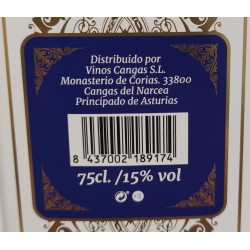 Distribuido por
Vinos Cangas S.L.
Monasterio de Corias. 33800
Cangas del Narcea
Principado de Asturias
8 437002 189174
75cl. /15% vol